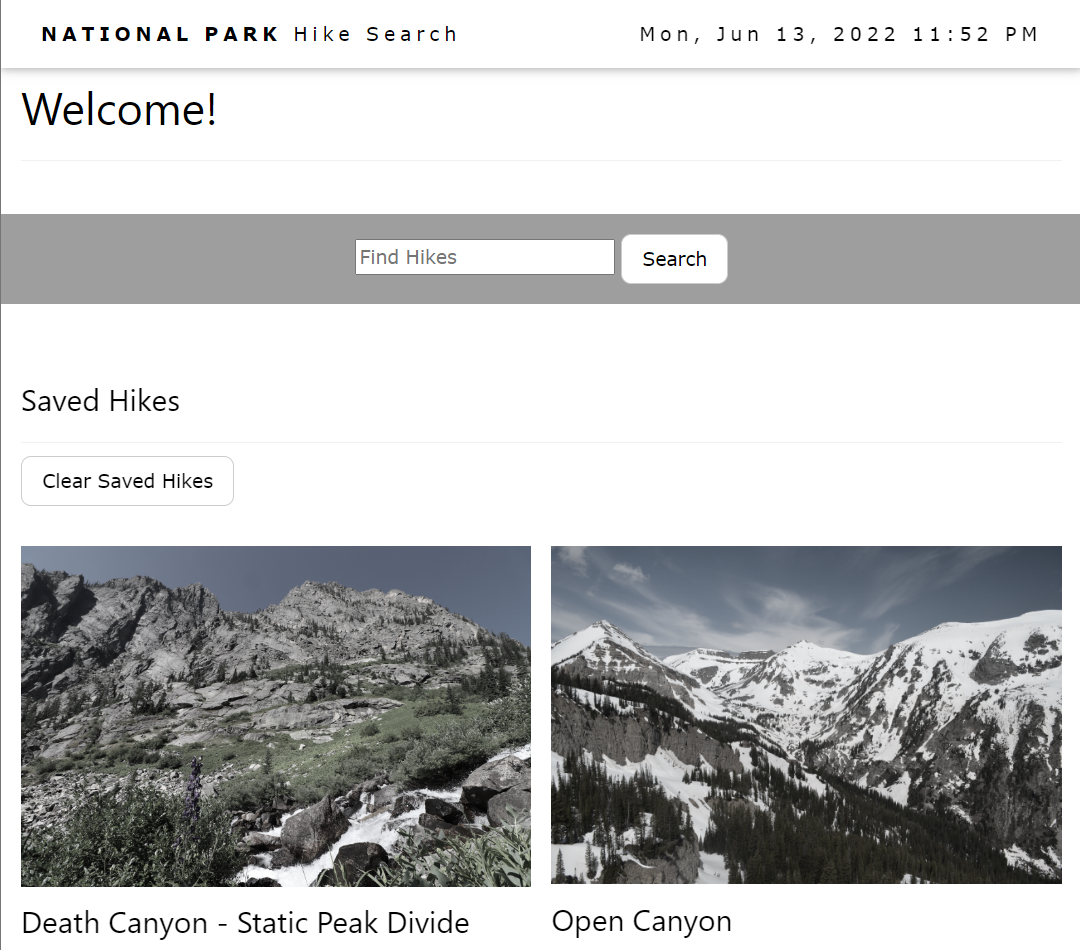 NATIONAL PARK Hike Search Mon, Jun 13, 2022 11:52 PM
Welcome!
Find Hikes Search
Saved Hikes
Clear Saved Hikes
Death Canyon - Static Peak Divide Open Canyon